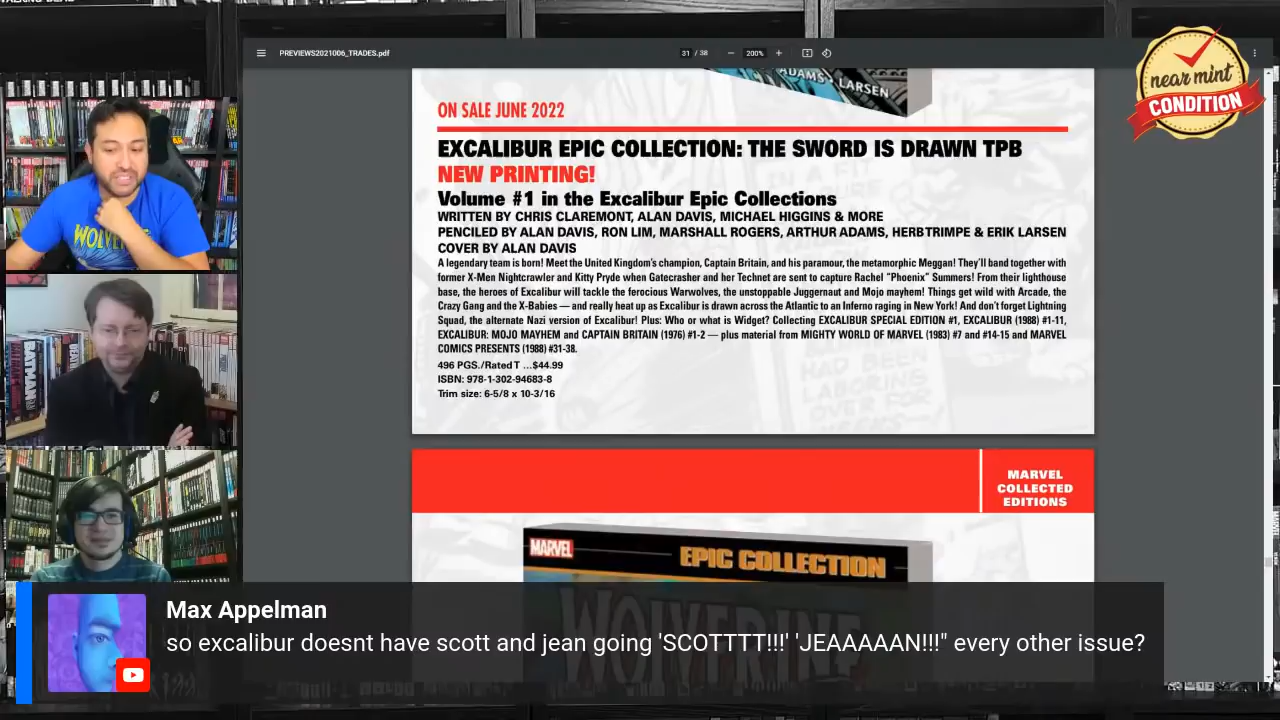 PREVIEWS2021006_TRADES.pdf
31 / 38
200%
near mint
CONDITION
ADAMS
LARSEN
ON SALE JUNE 2022
EXCALIBUR EPIC COLLECTION: THE SWORD IS DRAWN TPB
NEW PRINTING!
Volume #1 in the Excalibur Epic Collections
WRITTEN BY CHRIS CLAREMONT, ALAN DAVIS, MICHAEL HIGGINS & MORE
PENCILED BY ALAN DAVIS, RON LIM, MARSHALL ROGERS, ARTHUR ADAMS, HERB TRIMPE & ERIK LARSEN
COVER BY ALAN DAVIS
A legendary team is born! Meet the United Kingdom's champion, Captain Britain, and his paramour, the metamorphic Meggan! They'll band together with
former X-Men Nightcrawler and Kitty Pryde when Gatecrasher and her Technet are sent to capture Rachel "Phoenix" Summers! From their lighthouse
base, the heroes of Excalibur will tackle the ferocious Warwolves, the unstoppable Juggernaut and Mojo mayhem! Things get wild with Arcade, the
Crazy Gang and the X-Babies — and really heat up as Excalibur is drawn across the Atlantic to an Inferno raging in New York! And don't forget Lightning
Squad, the alternate Nazi version of Excalibur! Plus: Who or what is Widget? Collecting EXCALIBUR SPECIAL EDITION #1, EXCALIBUR (1988) #1-11,
EXCALIBUR: MOJO MAYHEM and CAPTAIN BRITAIN (1976) #1-2 — plus material from MIGHTY WORLD OF MARVEL (1983) #7 and #14-15 and MARVEL
COMICS PRESENTS (1988) #31-38.
496 PGS./Rated T ...$44.99
ISBN: 978-1-302-94683-8
Trim size: 6-5/8 x 10-3/16
MARVEL
COLLECTED
EDITIONS
MARVEL
EPIC COLLECTION
WOLVERINE
WOLVERINE
BATMAN
Max Appelman
so excalibur doesnt have scott and jean going 'SCOTTTT!!!' 'JEAAAAAN!!!" every other issue?